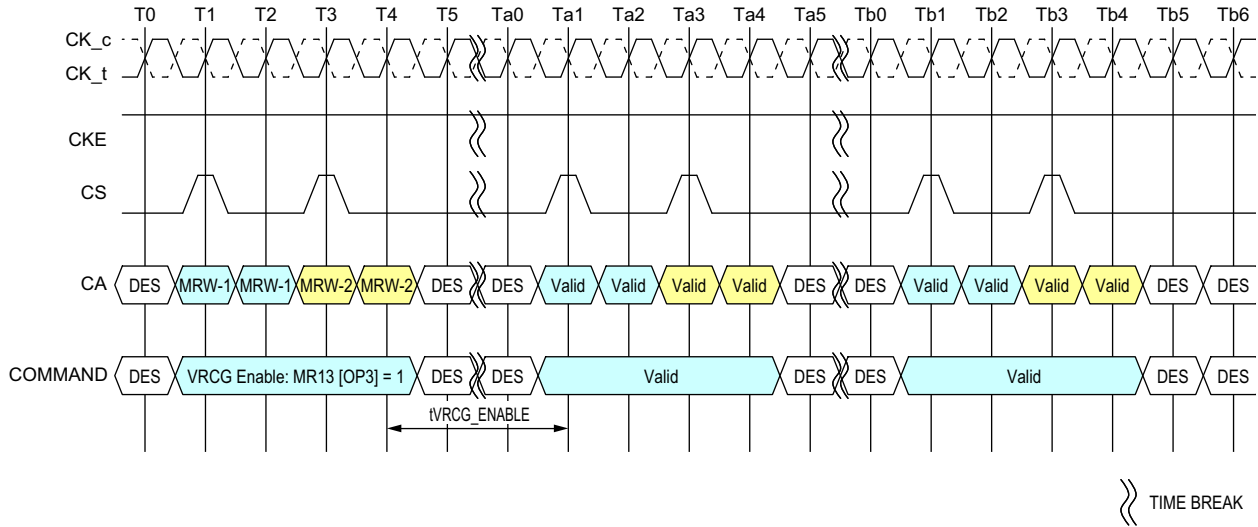 T0 T1 T2 T3 T4 T5 Ta0 Ta1 Ta2 Ta3 Ta4 Ta5 Tb0 Tb1 Tb2 Tb3 Tb4 Tb5 Tb6
CK_c
CK_t
CKE
CS
CA DES MRW-1 MRW-1 MRW-2 MRW-2 DES DES Valid Valid Valid Valid DES DES Valid Valid Valid Valid DES DES
COMMAND DES VRCG Enable: MR13 [OP3] = 1 DES DES Valid DES DES Valid DES DES
tVRCG_ENABLE
TIME BREAK